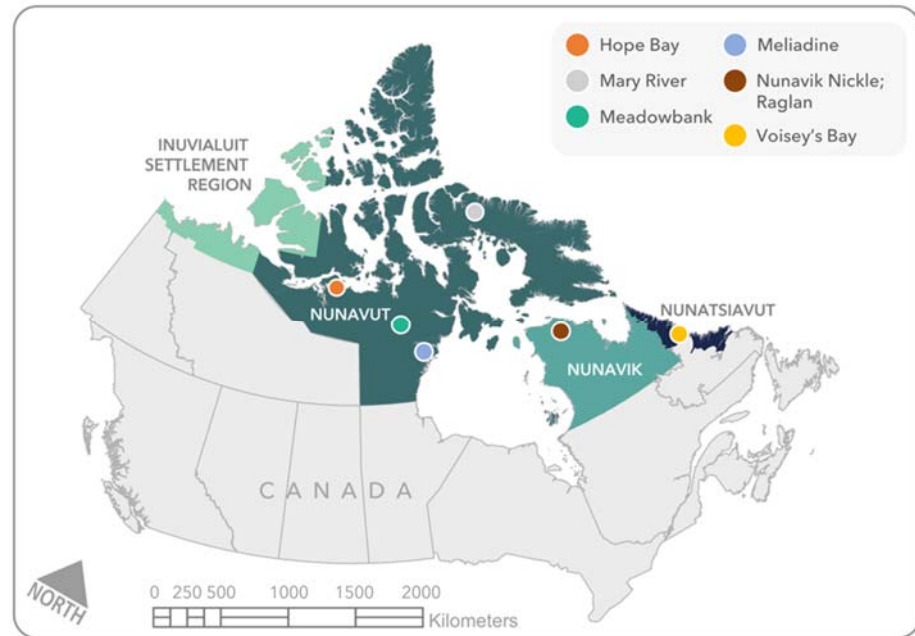 Hope Bay
Mary River
Meadowbank
Meliadine
Nunavik Nickle;
Raglan
Voisey's Bay
INUVIALUIT
SETTLEMENT
REGION
NUNAVUT
NUNATSIAVUT
NUNAVIK
CANADA
NORTH
0 250 500 1000 1500 2000
Kilometers